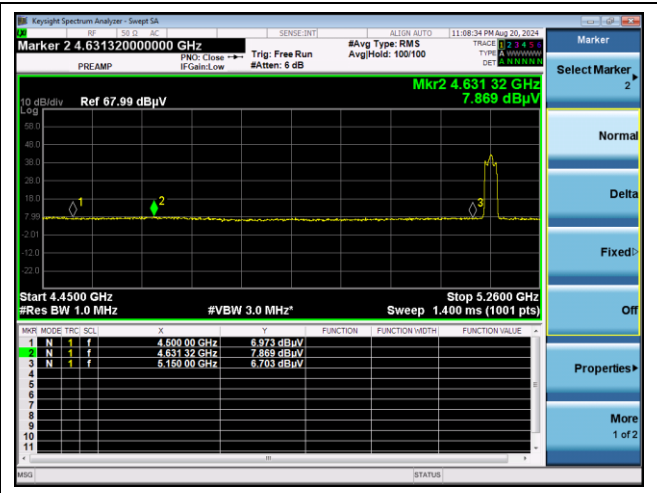 Keysight Spectrum Analyzer - Swept SA
RF 50 Ω AC SENSE:INT ALIGN AUTO 11:08:34 PM Aug 20, 2024
Marker 2 4.631320000000 GHz
PNO: Close
IFGain:Low
PREAMP
Trig: Free Run
#Atten: 6 dB
#Avg Type: RMS
Avg|Hold: 100/100
TRACE 1 2 3 4 5 6
TYPE A WWWWW
DET A N N N N N
Mkr2 4.631 32 GHz
7.869 dBµV
10 dB/div Ref 67.99 dBµV
Log
58.0
48.0
38.0
28.0
18.0
7.99
-2.01
-12.0
-22.0
1
2
3
Start 4.4500 GHz Stop 5.2600 GHz
#Res BW 1.0 MHz #VBW 3.0 MHz* Sweep 1.400 ms (1001 pts)
MKR MODE TRC SCL X Y FUNCTION FUNCTION WIDTH FUNCTION VALUE
1 N 1 f 4.500 00 GHz 6.973 dBµV
2 N 1 f 4.631 32 GHz 7.869 dBµV
3 N 1 f 5.150 00 GHz 6.703 dBµV
4
5
6
7
8
9
10
11
MSG STATUS
Marker
Select Marker
2
Normal
Delta
Fixed
Off
Properties
More
1 of 2